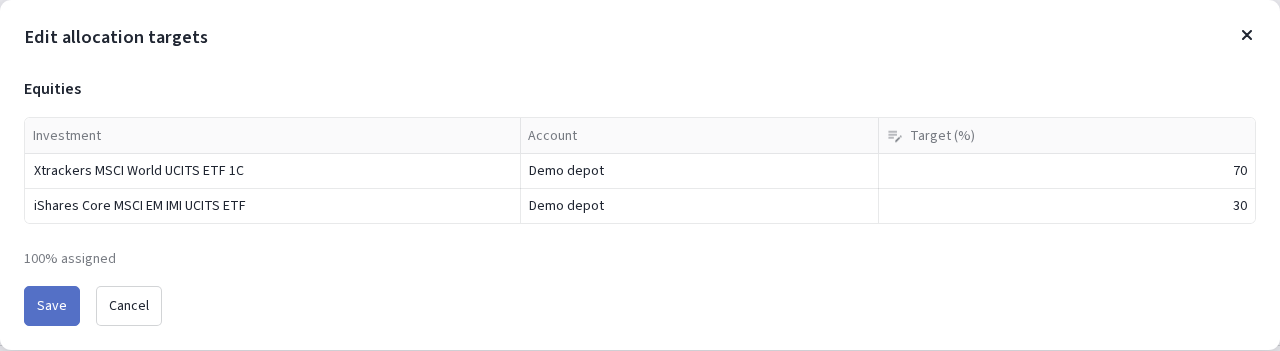 Edit allocation targets
Equities
Investment Account Target (%)
Xtrackers MSCI World UCITS ETF 1C Demo depot 70
iShares Core MSCI EM IMI UCITS ETF Demo depot 30
100% assigned
Save Cancel